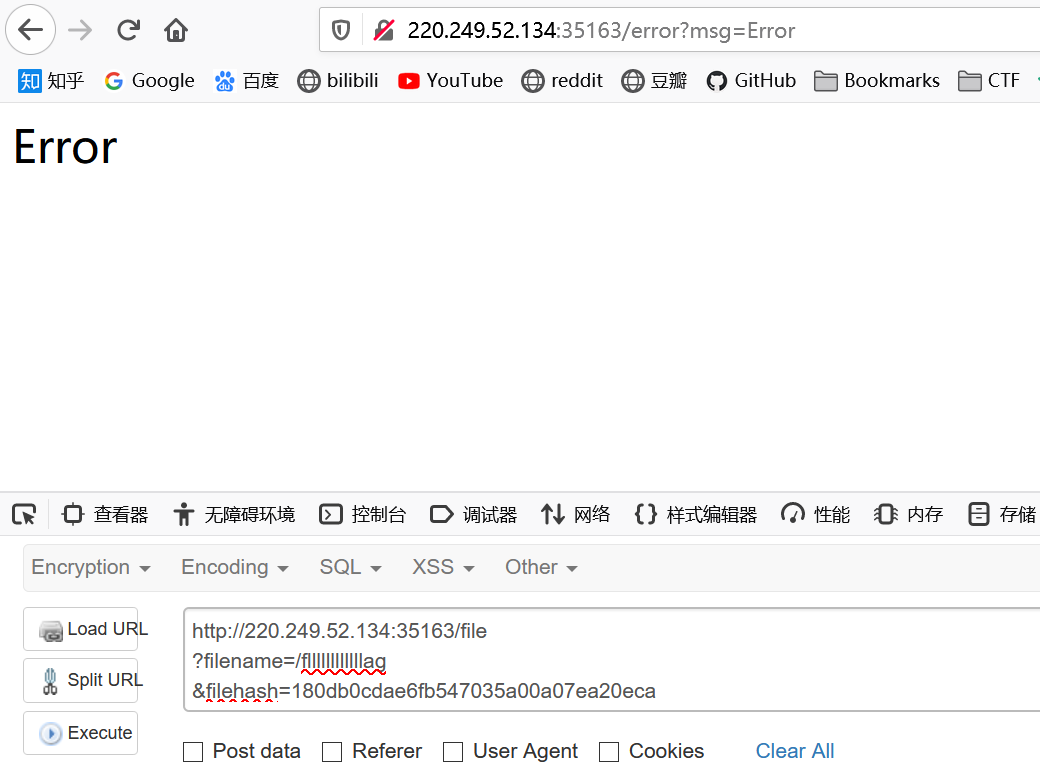 220.249.52.134:35163/error?msg=Error
知 知乎 Google 百度 bilibili YouTube reddit 豆瓣 GitHub Bookmarks CTF
Error
查看器 无障碍环境 控制台 调试器 网络 样式编辑器 性能 内存 存储
Encryption Encoding SQL XSS Other
Load URL
Split URL
Execute
http://220.249.52.134:35163/file
?filename=/fllllllllllllag
&filehash=180db0cdae6fb547035a00a07ea20eca
Post data Referer User Agent Cookies Clear All